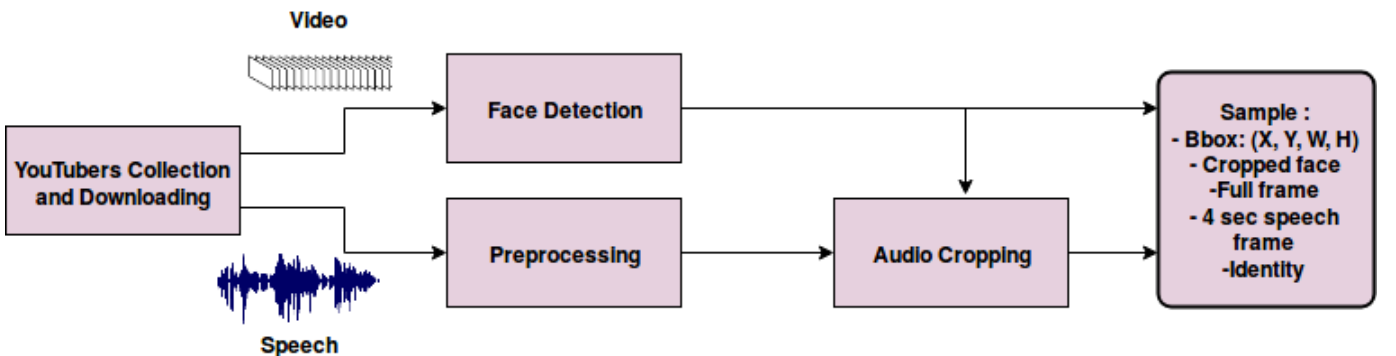 Video
YouTubers Collection
and Downloading
Speech
Face Detection
Preprocessing
Audio Cropping
Sample :
- Bbox: (X, Y, W, H)
- Cropped face
-Full frame
- 4 sec speech
frame
-Identity